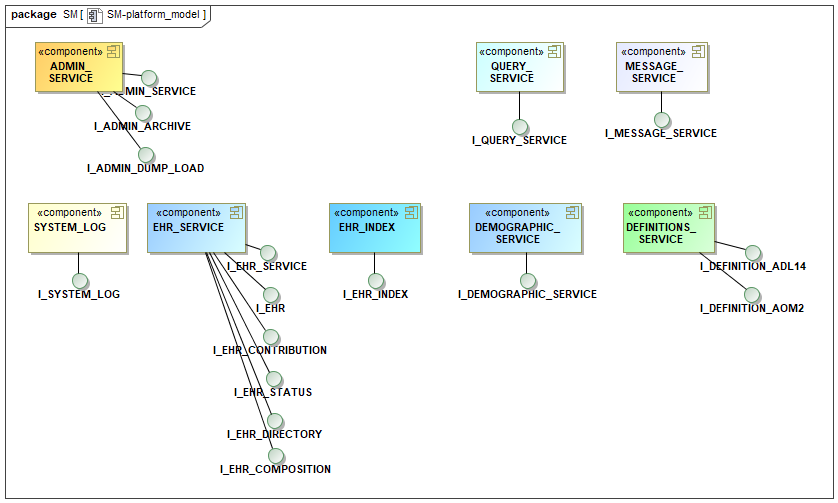 package SM [ SM-platform_model ]
«component»
ADMIN_
SERVICE
I_ADMIN_SERVICE
I_ADMIN_ARCHIVE
I_ADMIN_DUMP_LOAD
«component»
QUERY_
SERVICE
I_QUERY_SERVICE
«component»
MESSAGE_
SERVICE
I_MESSAGE_SERVICE
«component»
SYSTEM_LOG
I_SYSTEM_LOG
«component»
EHR_SERVICE
I_EHR_SERVICE
I_EHR
I_EHR_CONTRIBUTION
I_EHR_STATUS
I_EHR_DIRECTORY
I_EHR_COMPOSITION
«component»
EHR_INDEX
I_EHR_INDEX
«component»
DEMOGRAPHIC_
SERVICE
I_DEMOGRAPHIC_SERVICE
«component»
DEFINITIONS_
SERVICE
I_DEFINITION_ADL14
I_DEFINITION_AOM2